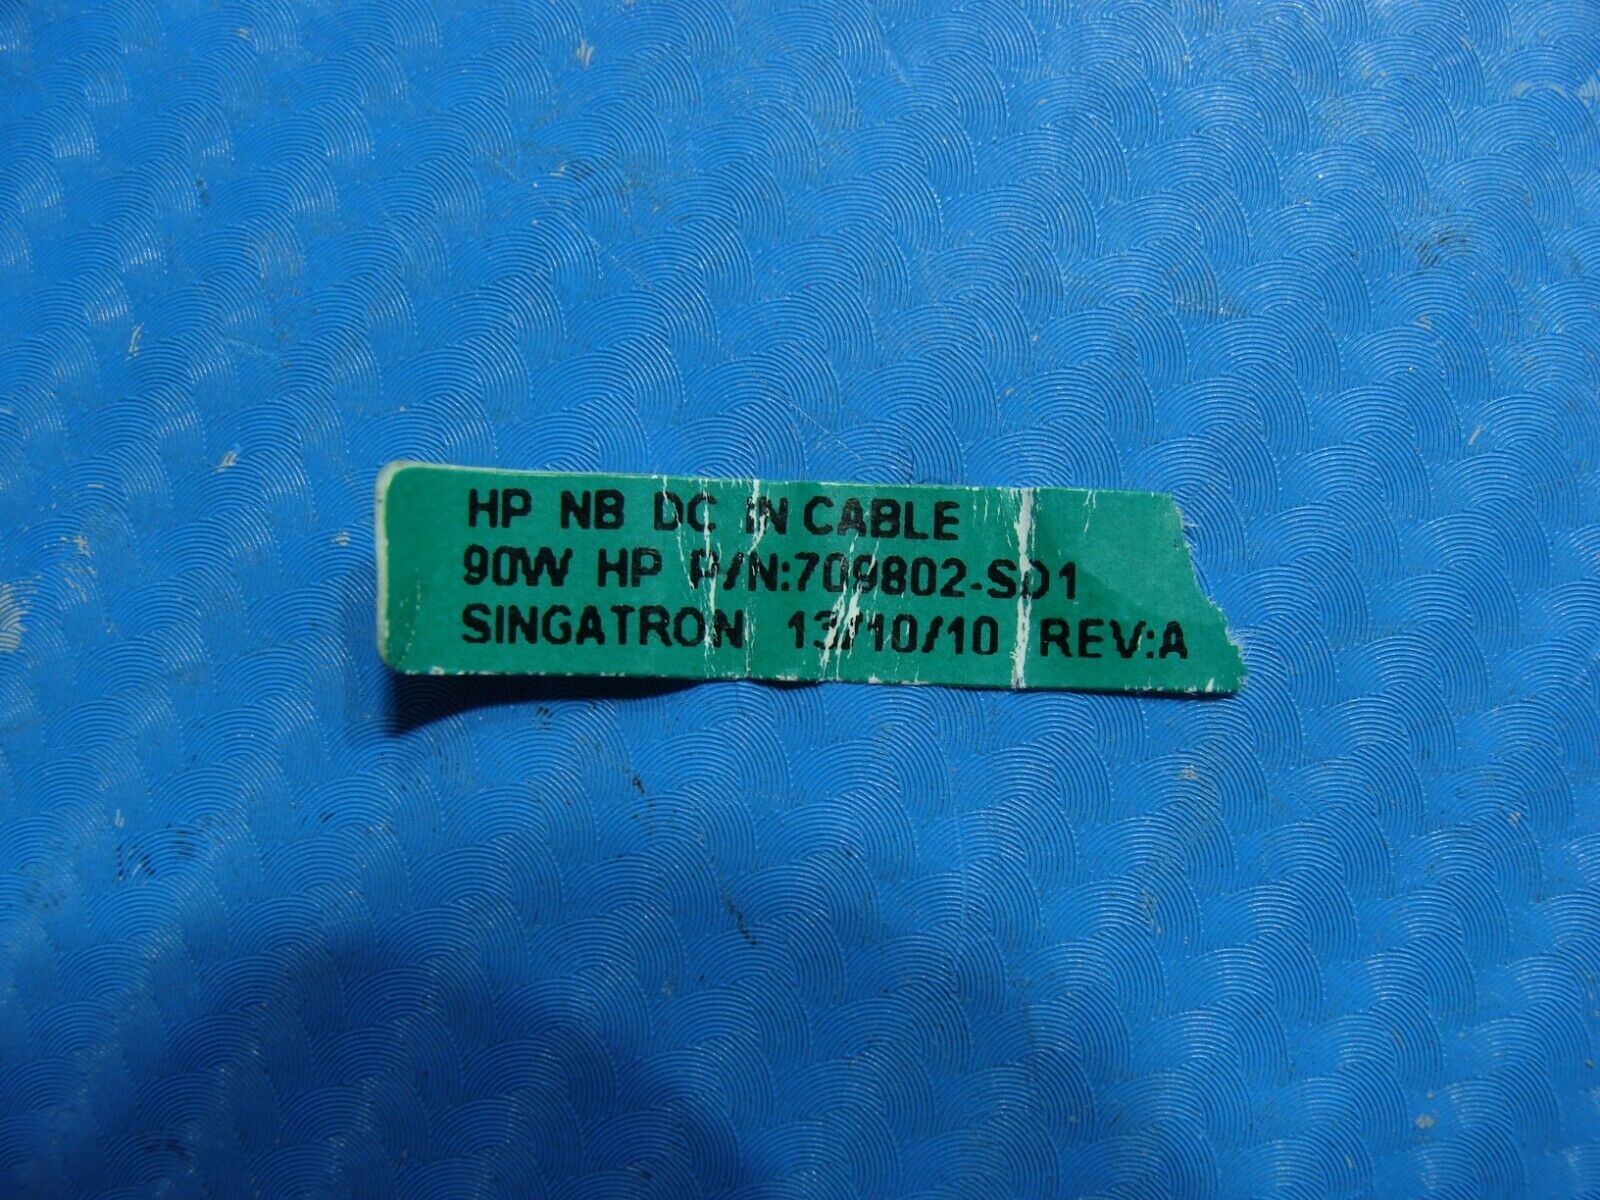 HP NB DC IN CABLE
90W HP P/N:709802-SD1
SINGATRON 13/10/10 REV:A